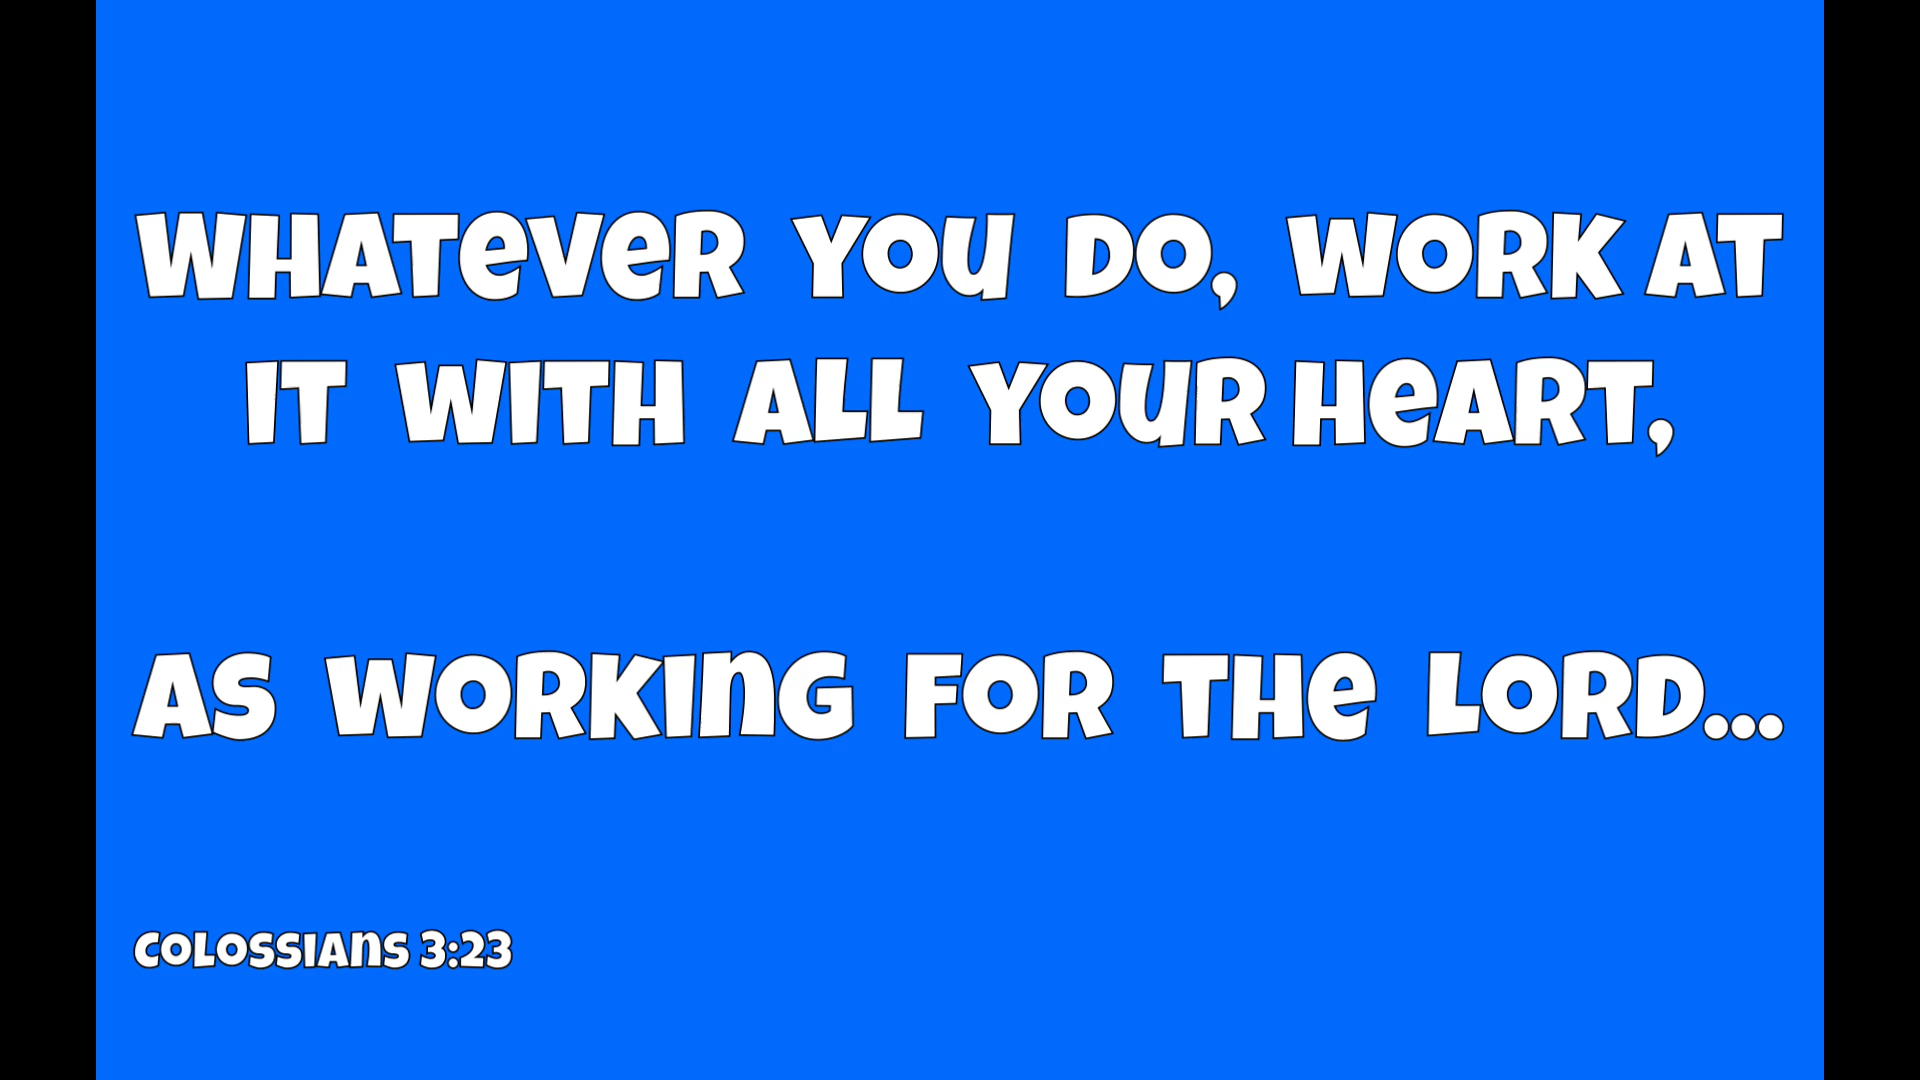 WHATEVER YOU DO, WORK AT
IT WITH ALL YOUR HEART,
AS WORKING FOR THE LORD...
COLOSSIANS 3:23